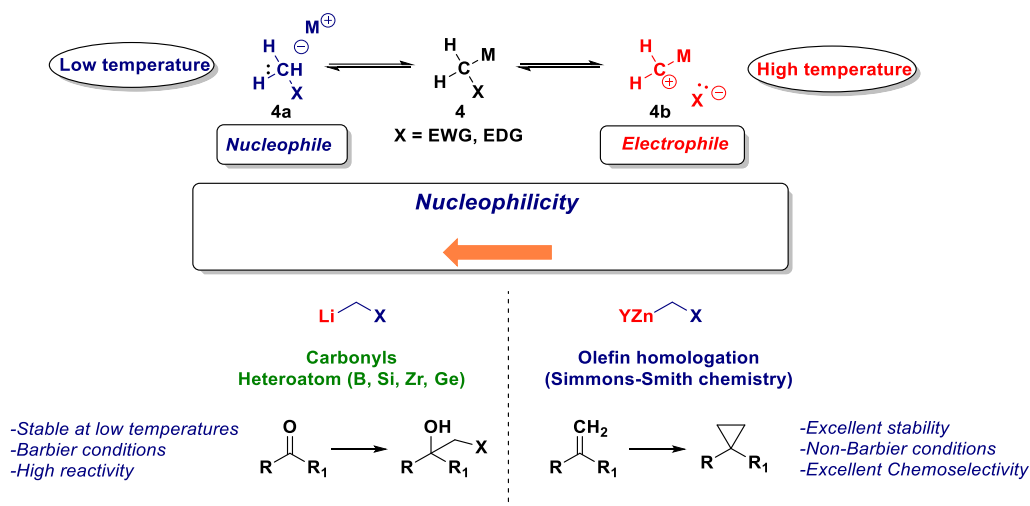 M⊕
Low temperature
H ⊖
:CH
H
X
4a
Nucleophile
H
M
C
H
X
4
X = EWG, EDG
H
M
C
H ⊕
X ⊖
4b
Electrophile
High temperature
Nucleophilicity
Li X
Carbonyls
Heteroatom (B, Si, Zr, Ge)
YZn X
Olefin homologation
(Simmons-Smith chemistry)
-Stable at low temperatures
-Barbier conditions
-High reactivity
O
R R1
OH
X
R R1
CH2
R R1
R R1
-Excellent stability
-Non-Barbier conditions
-Excellent Chemoselectivity